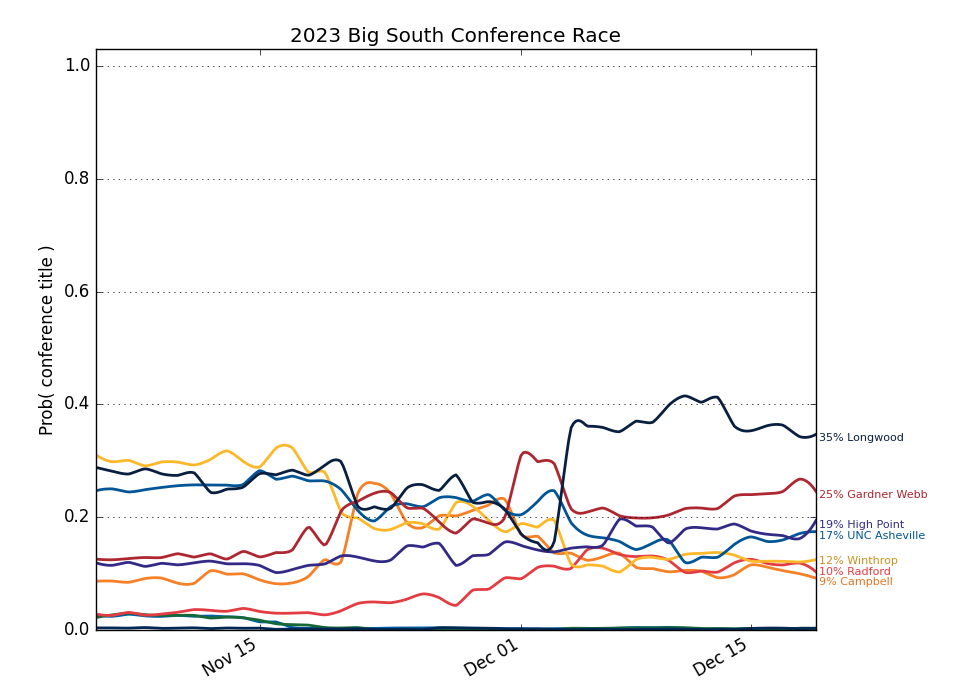 2023 Big South Conference Race
Prob( conference title )
1.0
0.8
0.6
0.4
0.2
0.0
Nov 15
Dec 01
Dec 15
35% Longwood
25% Gardner Webb
19% High Point
17% UNC Asheville
12% Winthrop
10% Radford
9% Campbell